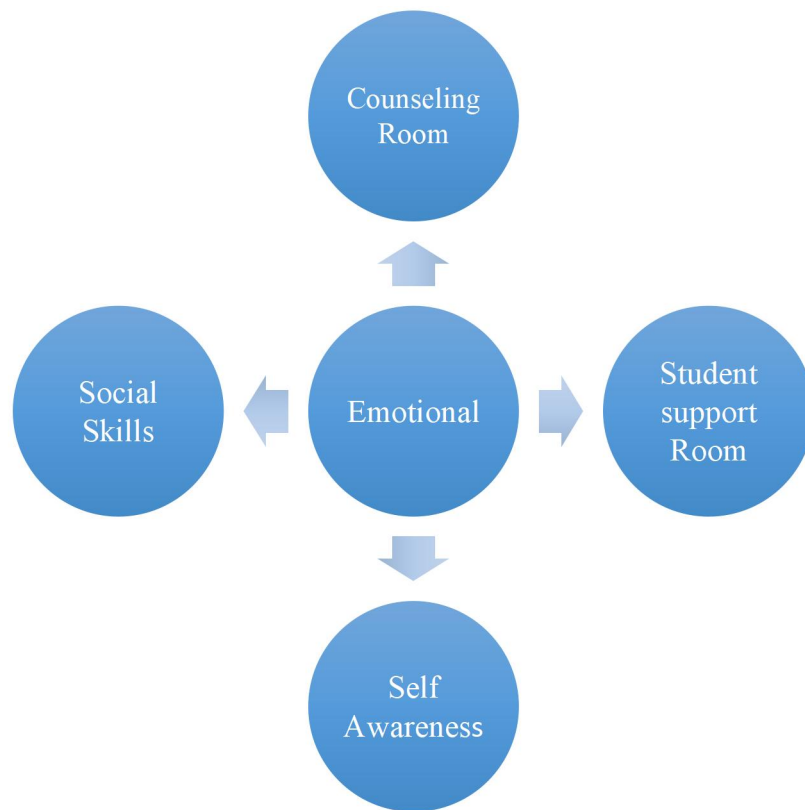 Counseling
Room
Social
Skills
Emotional
Student
support
Room
Self
Awareness